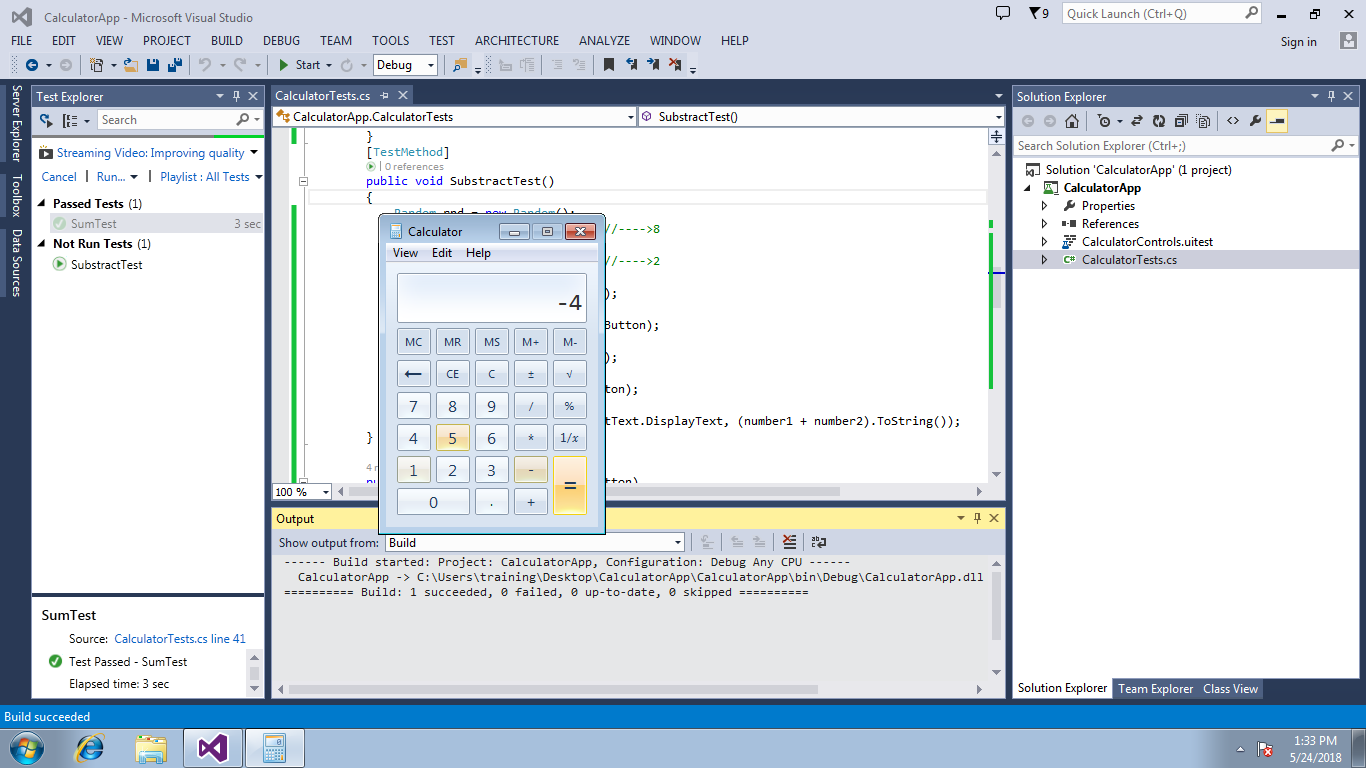 CalculatorApp - Microsoft Visual Studio
9
Quick Launch (Ctrl+Q)
FILE EDIT VIEW PROJECT BUILD DEBUG TEAM TOOLS TEST ARCHITECTURE ANALYZE WINDOW HELP
Sign in
Start
Debug
Server Explorer
Toolbox
Data Sources
Test Explorer
Search
Streaming Video: Improving quality
Cancel | Run... | Playlist : All Tests
Passed Tests (1)
SumTest 3 sec
Not Run Tests (1)
SubstractTest
SumTest
Source: CalculatorTests.cs line 41
Test Passed - SumTest
Elapsed time: 3 sec
CalculatorTests.cs
CalculatorApp.CalculatorTests
SubstractTest()
}
[TestMethod]
| 0 references
public void SubstractTest()
{
Random rnd = new Random();
//---->8
//---->2
);
Button);
);
ton);
tText.DisplayText, (number1 + number2).ToString());
}
ton)
100 %
Calculator
View Edit Help
-4
MC MR MS M+ M-
← CE C ± √
7 8 9 / %
4 5 6 * 1/x
1 2 3 - =
0 . +
Output
Show output from: Build
------ Build started: Project: CalculatorApp, Configuration: Debug Any CPU ------
CalculatorApp -> C:\Users\training\Desktop\CalculatorApp\CalculatorApp\bin\Debug\CalculatorApp.dll
========== Build: 1 succeeded, 0 failed, 0 up-to-date, 0 skipped ==========
Solution Explorer
Search Solution Explorer (Ctrl+;)
Solution 'CalculatorApp' (1 project)
CalculatorApp
Properties
References
CalculatorControls.uitest
C# CalculatorTests.cs
Solution Explorer Team Explorer Class View
Build succeeded
1:33 PM
5/24/2018